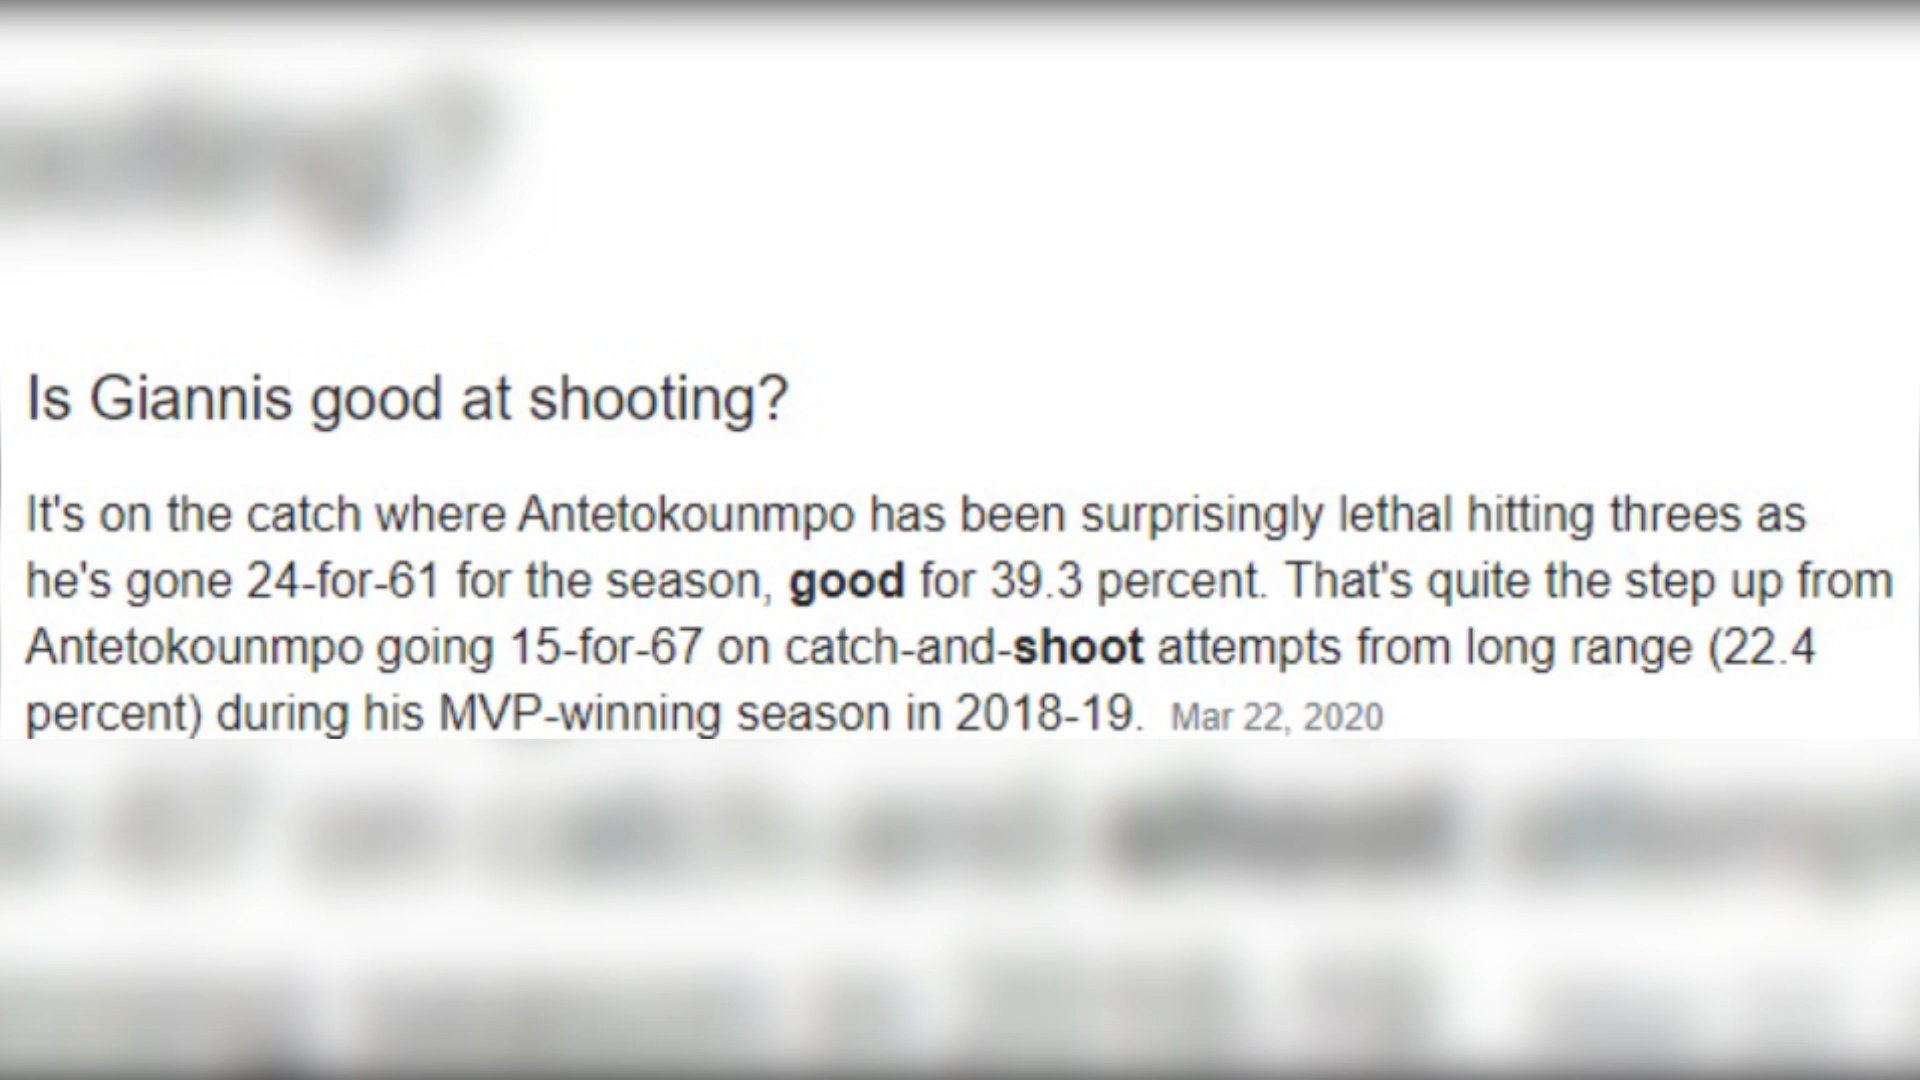 Is Giannis good at shooting?
It's on the catch where Antetokounmpo has been surprisingly lethal hitting threes as
he's gone 24-for-61 for the season, good for 39.3 percent. That's quite the step up from
Antetokounmpo going 15-for-67 on catch-and-shoot attempts from long range (22.4
percent) during his MVP-winning season in 2018-19. Mar 22, 2020